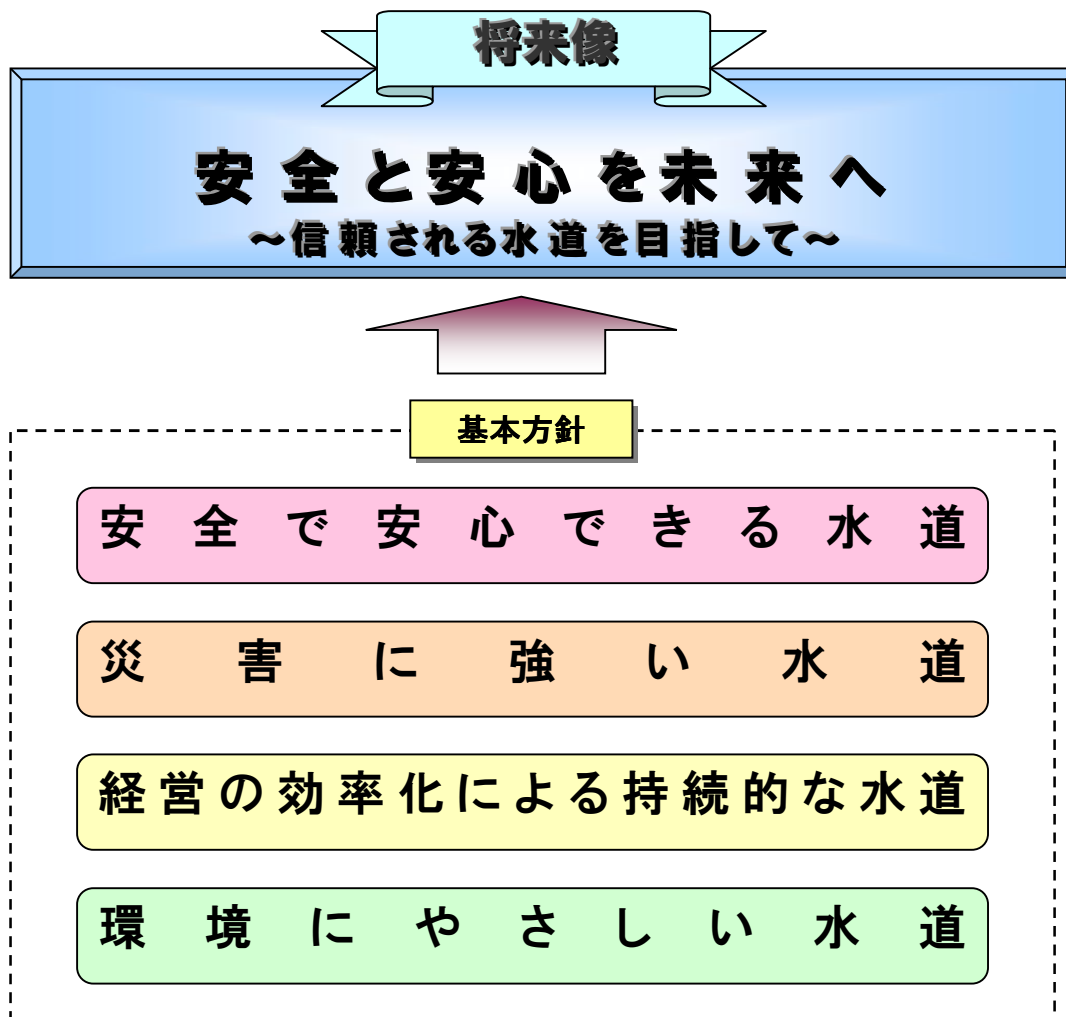 将来像
安全と安心を未来へ
～信頼される水道を目指して～
基本方針
安全で安心できる水道
災害に強い水道
経営の効率化による持続的な水道
環境にやさしい水道